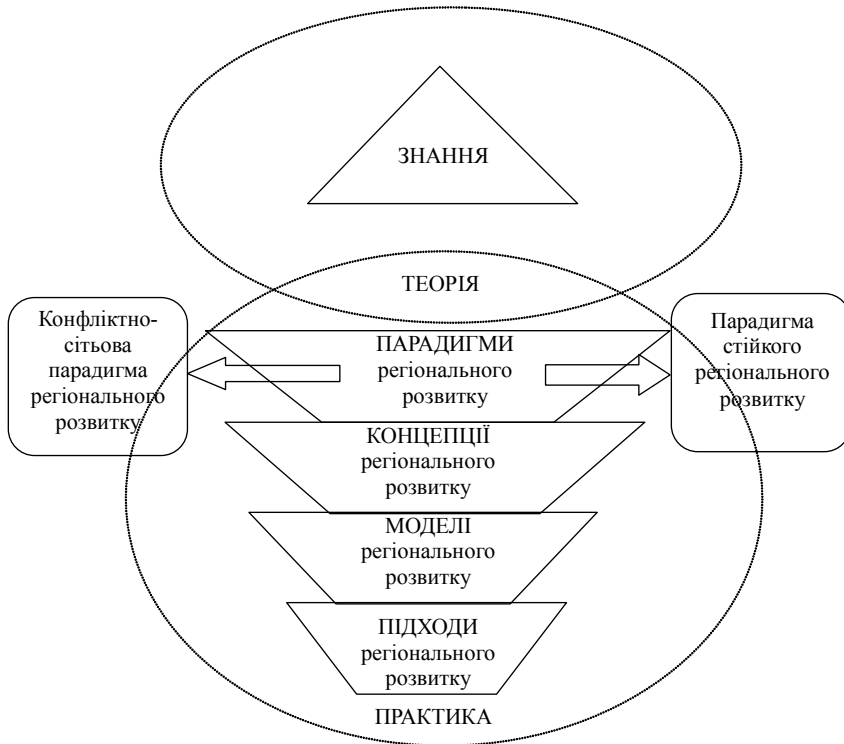 ЗНАННЯ
ТЕОРІЯ
Конфліктно-
сітьова
парадигма
регіонального
розвитку
ПАРАДИГМИ
регіонального
розвитку
Парадигма
стійкого
регіонального
розвитку
КОНЦЕПЦІЇ
регіонального
розвитку
МОДЕЛІ
регіонального
розвитку
ПІДХОДИ
регіонального
розвитку
ПРАКТИКА